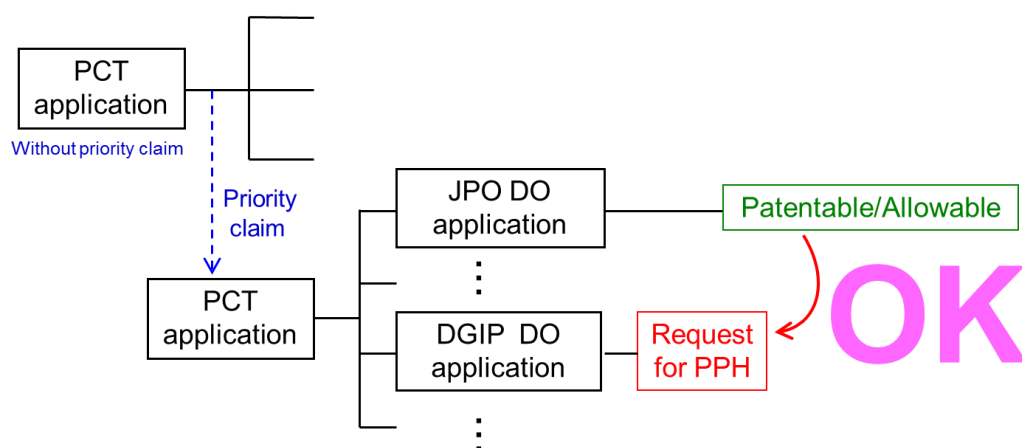 PCT
application
Without priority claim
Priority
claim
JPO DO
application
Patentable/Allowable
PCT
application
DGIP DO
application
Request
for PPH
OK